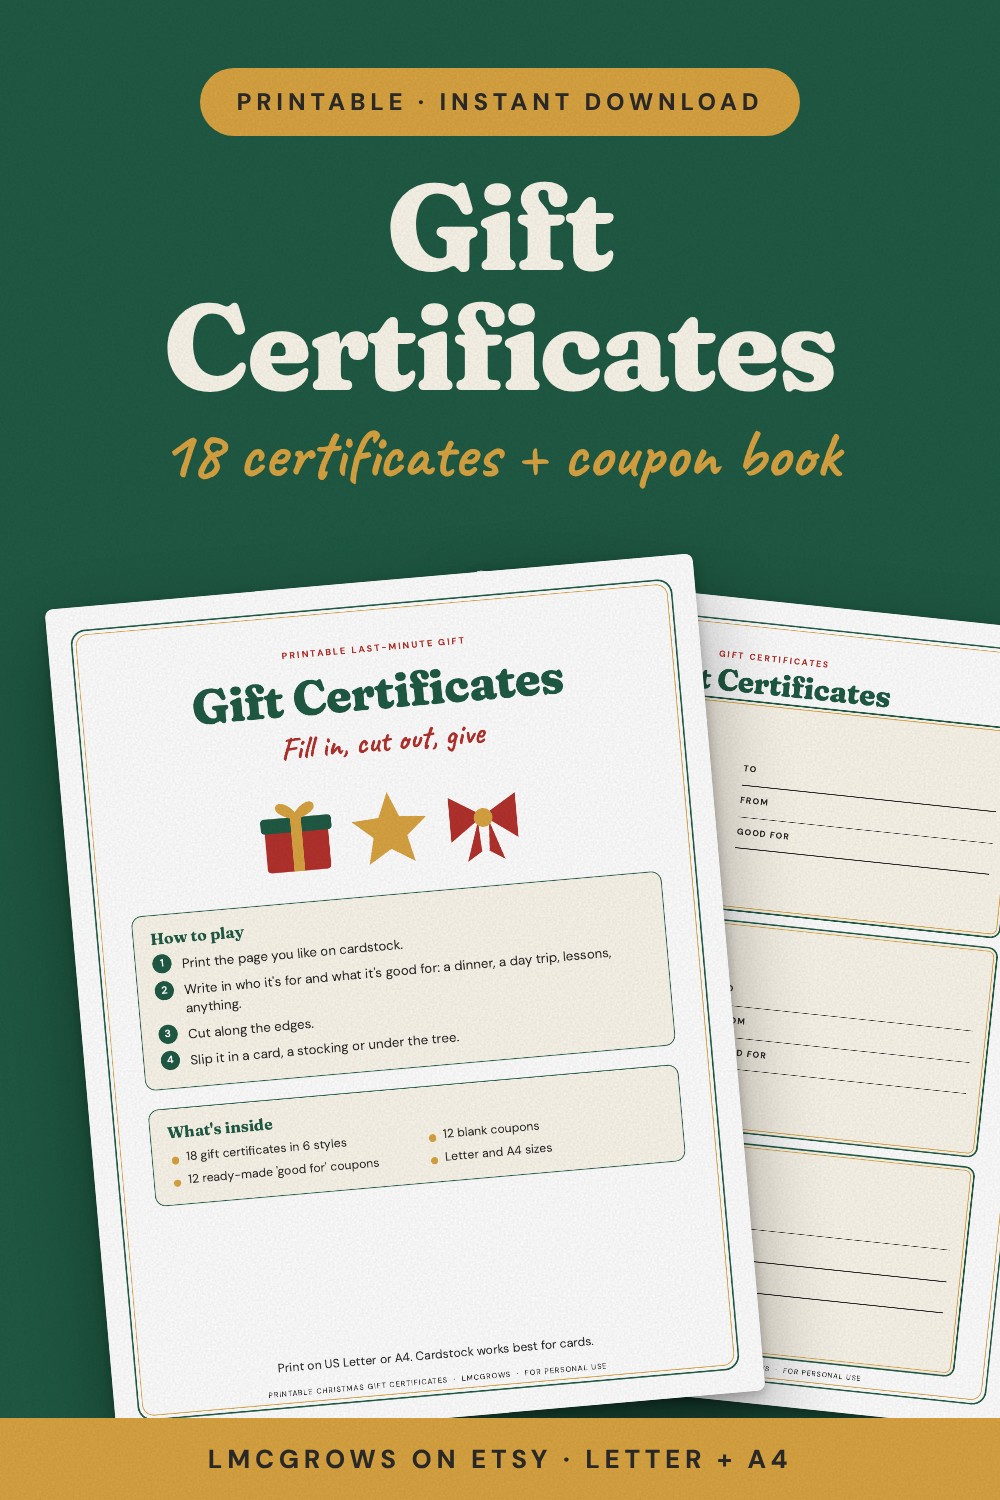 PRINTABLE · INSTANT DOWNLOAD
Gift
Certificates
18 certificates + coupon book
PRINTABLE LAST-MINUTE GIFT
Gift Certificates
Fill in, cut out, give
How to play
1 Print the page you like on cardstock.
2 Write in who it's for and what it's good for: a dinner, a day trip, lessons,
anything.
3 Cut along the edges.
4 Slip it in a card, a stocking or under the tree.
What's inside
18 gift certificates in 6 styles
12 ready-made 'good for' coupons
12 blank coupons
Letter and A4 sizes
Print on US Letter or A4. Cardstock works best for cards.
PRINTABLE CHRISTMAS GIFT CERTIFICATES · LMCGROWS · FOR PERSONAL USE
GIFT CERTIFICATES
t Certificates
TO
FROM
GOOD FOR
OM
D FOR
· FOR PERSONAL USE
LMCGROWS ON ETSY · LETTER + A4